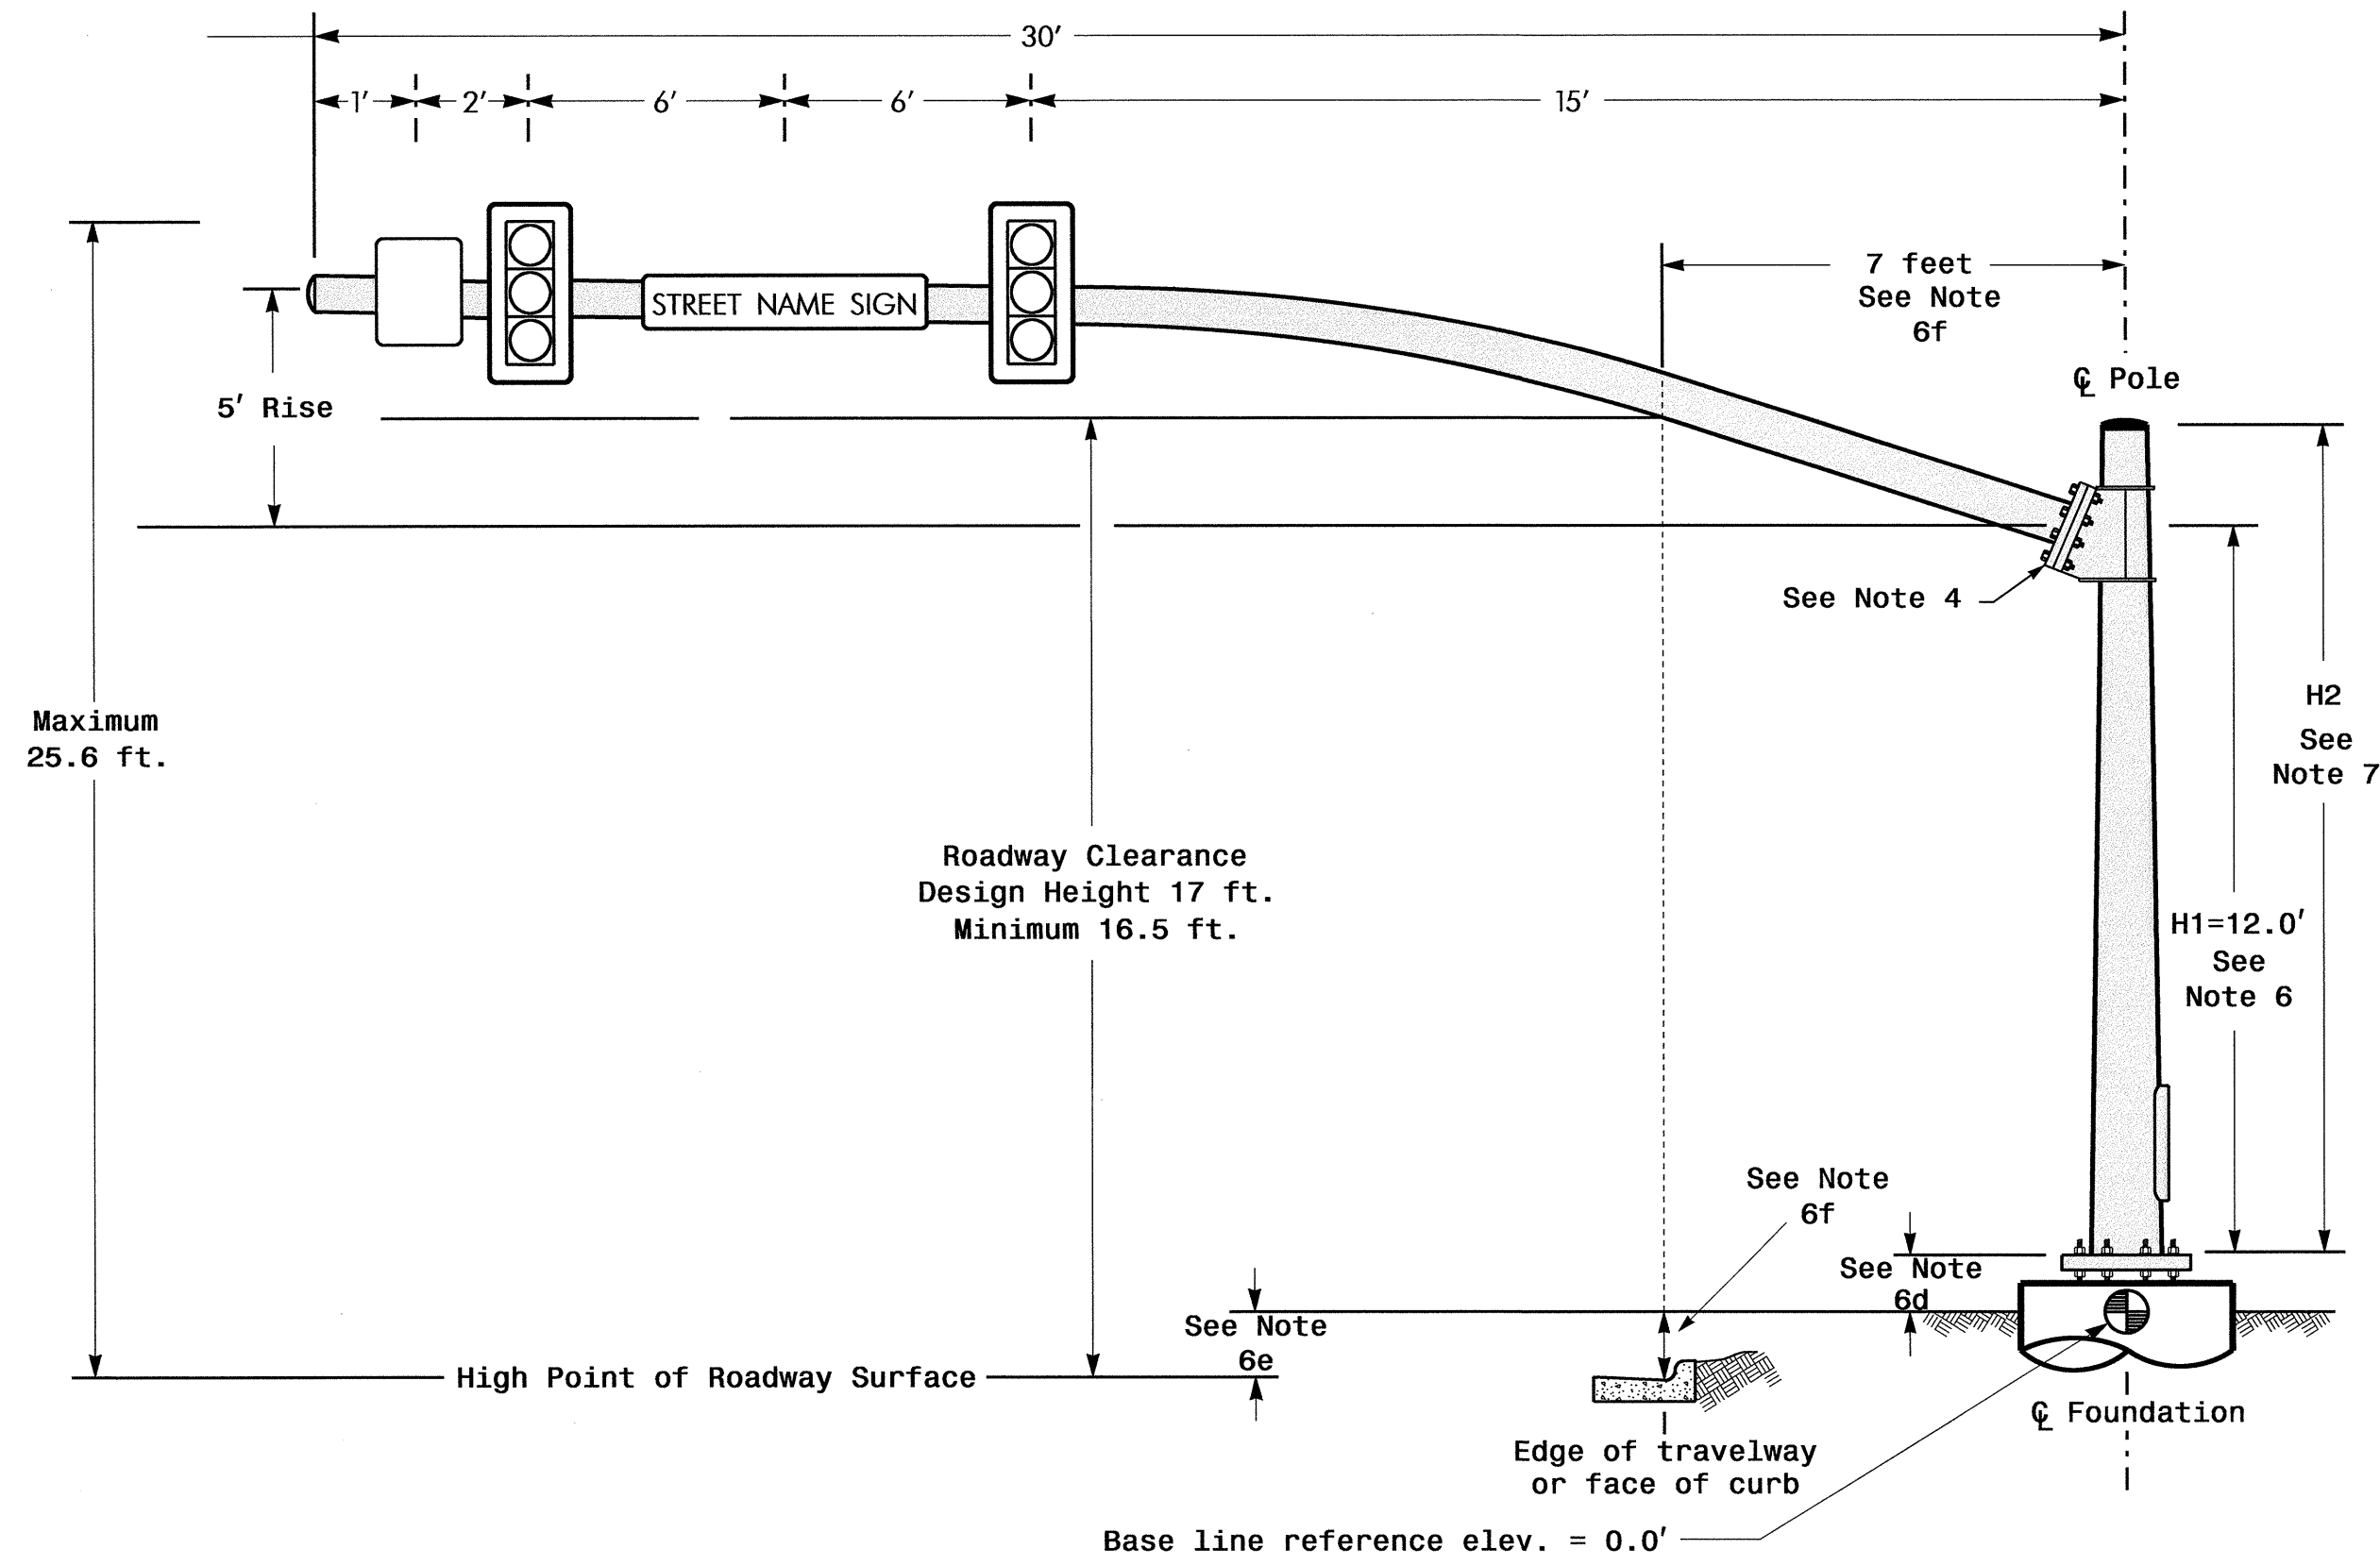 30′
1′
2′
6′
6′
15′
7 feet
See Note
6f
STREET NAME SIGN
℄ Pole
5′ Rise
See Note 4
H2
See
Note 7
Maximum
25.6 ft.
Roadway Clearance
Design Height 17 ft.
Minimum 16.5 ft.
H1=12.0′
See
Note 6
See Note
6f
See Note
6d
See Note
6e
High Point of Roadway Surface
℄ Foundation
Edge of travelway
or face of curb
Base line reference elev. = 0.0′